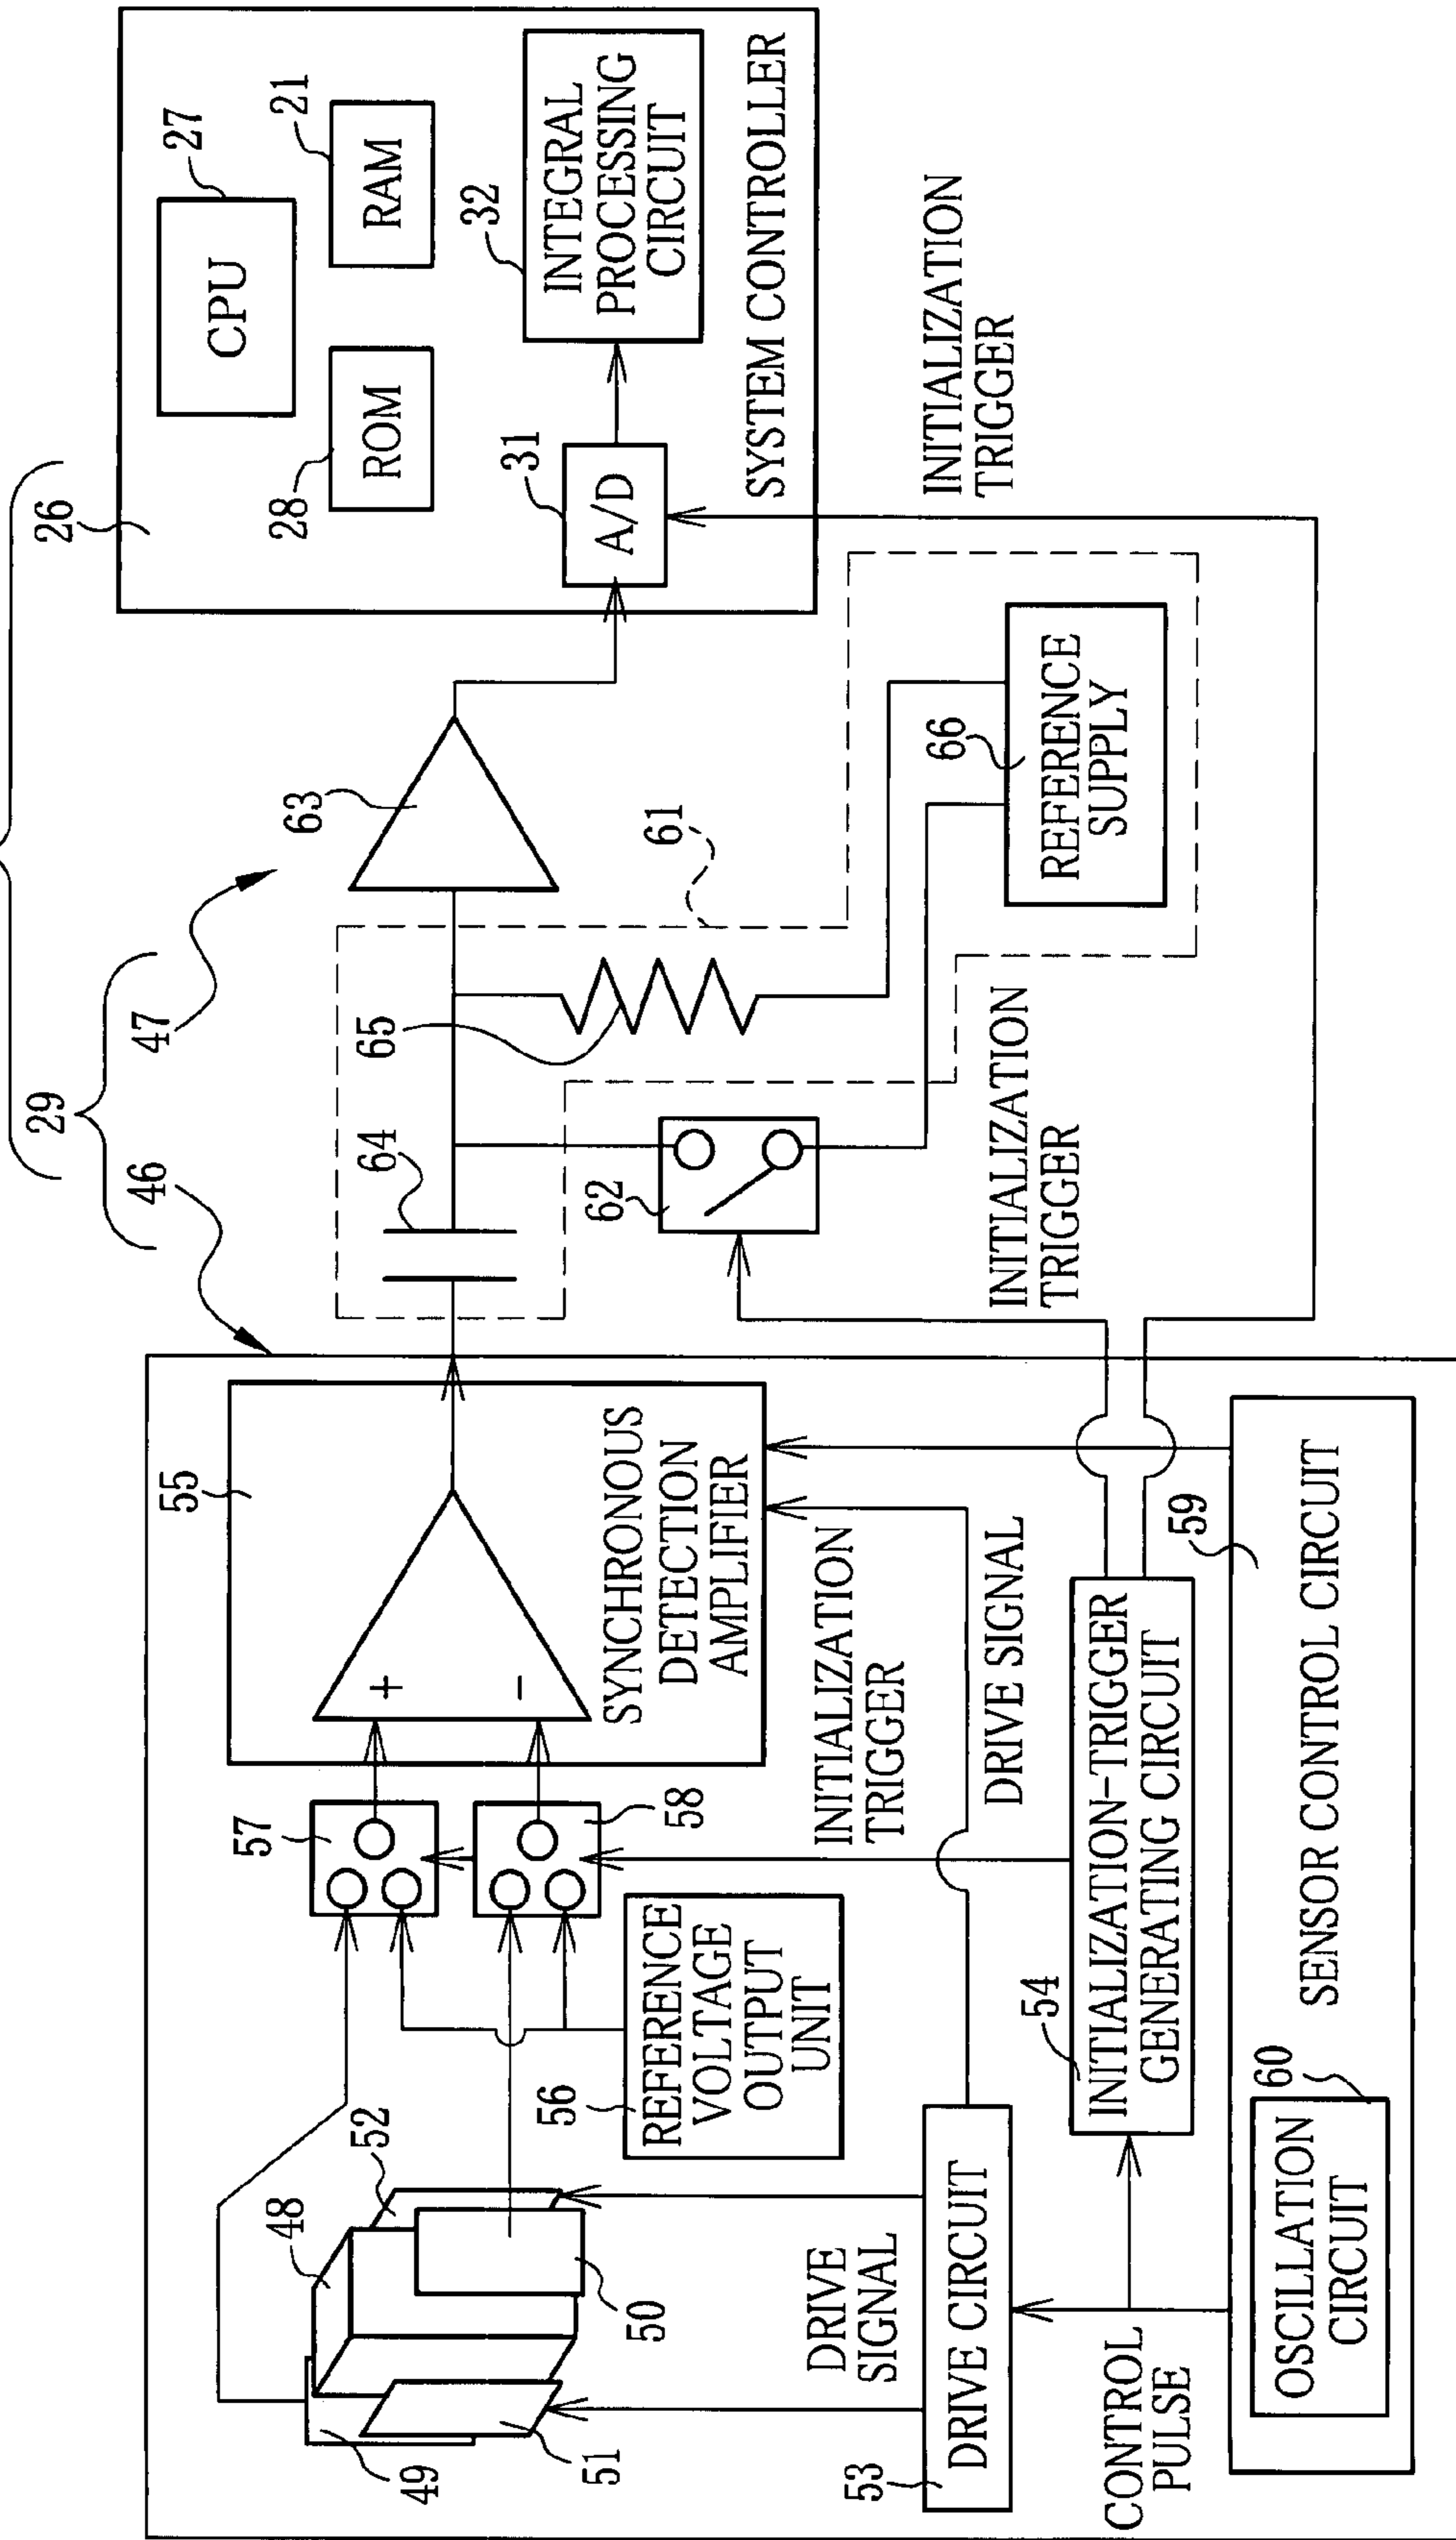 29
46
47
26
CPU
27
ROM
28
RAM
21
A/D
31
INTEGRAL
PROCESSING
CIRCUIT
32
SYSTEM CONTROLLER
INITIALIZATION
TRIGGER
63
61
64
65
62
REFERENCE
SUPPLY
66
INITIALIZATION
TRIGGER
55
+
-
SYNCHRONOUS
DETECTION
AMPLIFIER
57
58
INITIALIZATION
TRIGGER
DRIVE SIGNAL
REFERENCE
VOLTAGE
OUTPUT
UNIT
56
48
52
49
50
51
DRIVE
SIGNAL
DRIVE CIRCUIT
53
INITIALIZATION-TRIGGER
GENERATING CIRCUIT
54
CONTROL
PULSE
SENSOR CONTROL CIRCUIT
59
OSCILLATION
CIRCUIT
60